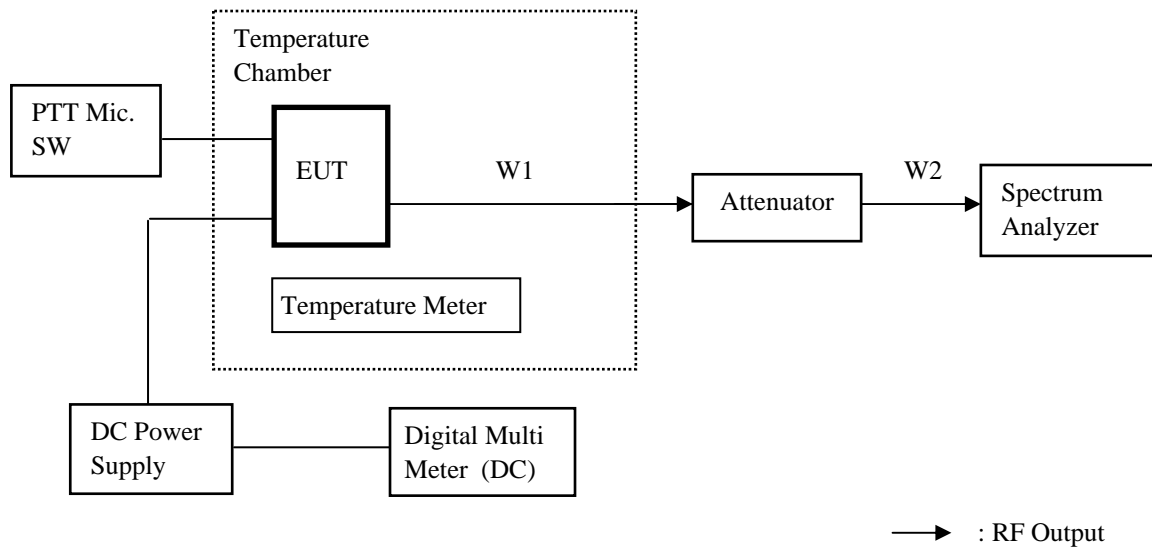 Temperature
Chamber
PTT Mic.
SW
EUT
W1
Attenuator
W2
Spectrum
Analyzer
Temperature Meter
DC Power
Supply
Digital Multi
Meter (DC)
: RF Output